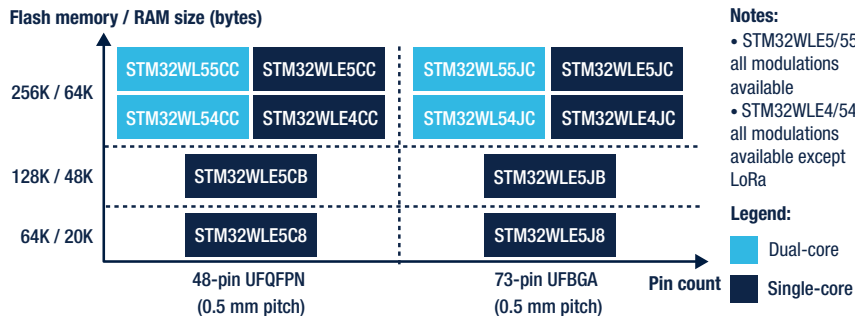 Flash memory / RAM size (bytes)
256K / 64K
STM32WL55CC STM32WLE5CC STM32WL55JC STM32WLE5JC
STM32WL54CC STM32WLE4CC STM32WL54JC STM32WLE4JC
128K / 48K
STM32WLE5CB STM32WLE5JB
64K / 20K
STM32WLE5C8 STM32WLE5J8
48-pin UFQFPN
(0.5 mm pitch)
73-pin UFBGA
(0.5 mm pitch)
Pin count
Notes:
• STM32WLE5/55
all modulations
available
• STM32WLE4/54
all modulations
available except
LoRa
Legend:
Dual-core
Single-core